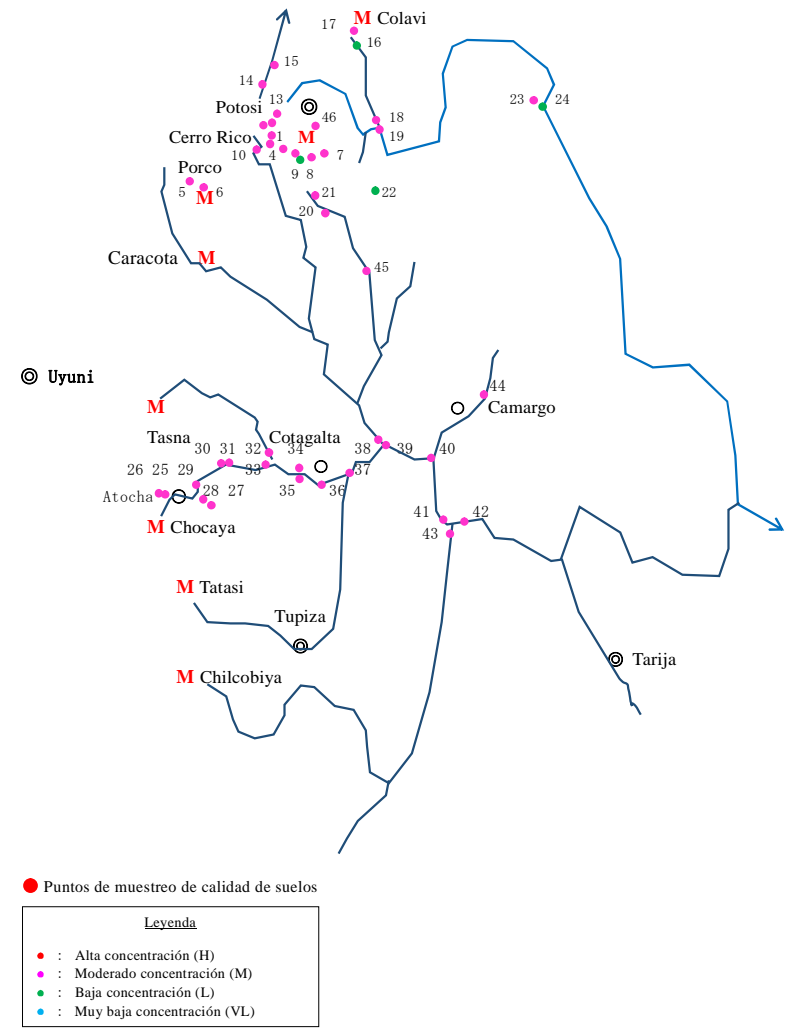 17 M Colavi
16
15
14
13
Potosi
46
18
23 24
Cerro Rico 1 M
19
10 4 7
Porco
9 8
5 6
M
21
22
20
Caracota M
45
Uyuni
44
M
Camargo
Tasna Cotagalta
30 31 32 34 38 39 40
33
26 25 29 37
Atocha 28 27 35 36
M Chocaya
41 42
43
M Tatasi
Tupiza
Tarija
M Chilcobiya
Puntos de muestreo de calidad de suelos
Leyenda
: Alta concentración (H)
: Moderado concentración (M)
: Baja concentración (L)
: Muy baja concentración (VL)